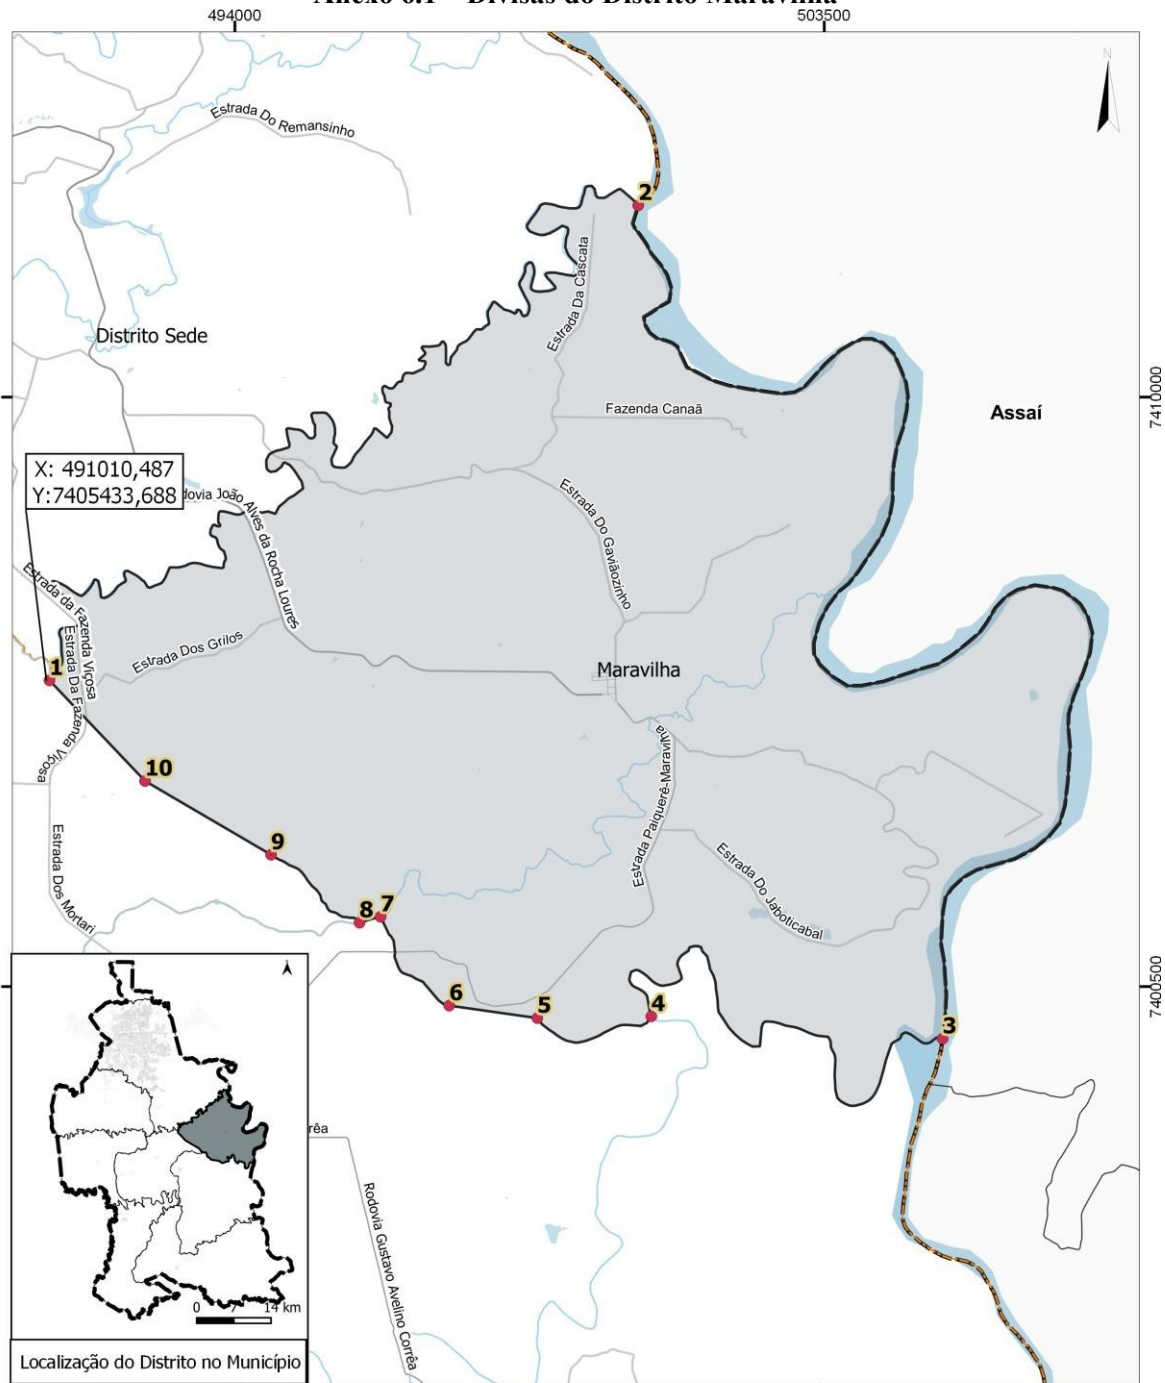 Anexo 6.1 – Divisas do Distrito Maravilha
494000
503500
N
Estrada Do Remansinho
2
Estrada Da Cascata
Distrito Sede
7410000
Fazenda Canaã
Assaí
X: 491010,487
Y:7405433,688
dovia João Alves da Rocha Loures
Estrada Do Gaviãozinho
Estrada da Fazenda Viçosa
Estrada Da Fazenda Viçosa
Estrada Dos Grilos
1
Maravilha
Estrada Paiquerê-Maravilha
10
Estrada Dos Mortari
9
Estrada Do Jaboticabal
8
7
7400500
6
5
4
3
rêa
Rodovia Gustavo Avelino Corrêa
0 7 14 km
Localização do Distrito no Município